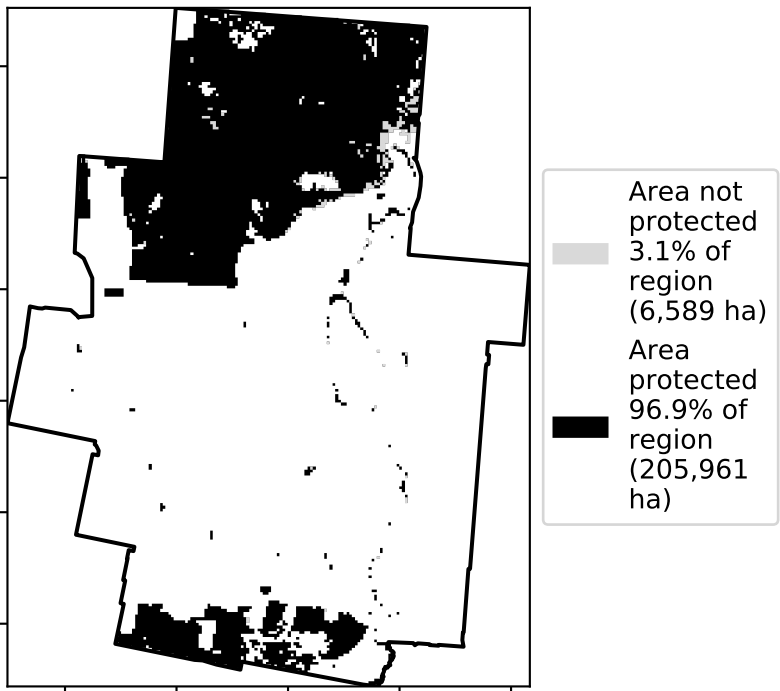 Area not
protected
3.1% of
region
(6,589 ha)
Area
protected
96.9% of
region
(205,961
ha)